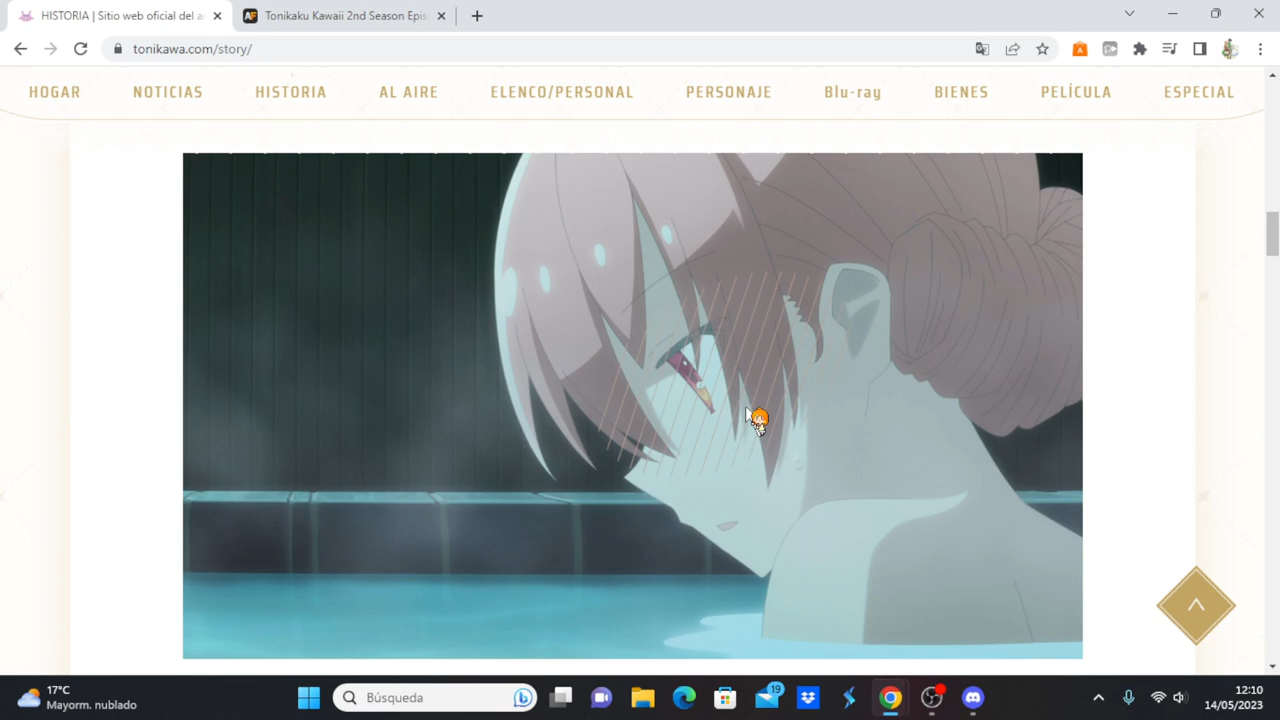 HISTORIA | Sitio web oficial del a
Tonikaku Kawaii 2nd Season Epis
tonikawa.com/story/
HOGAR NOTICIAS HISTORIA AL AIRE ELENCO/PERSONAL PERSONAJE Blu-ray BIENES PELÍCULA ESPECIAL
17°C
Mayorm. nublado
Búsqueda
19
12:10
14/05/2023